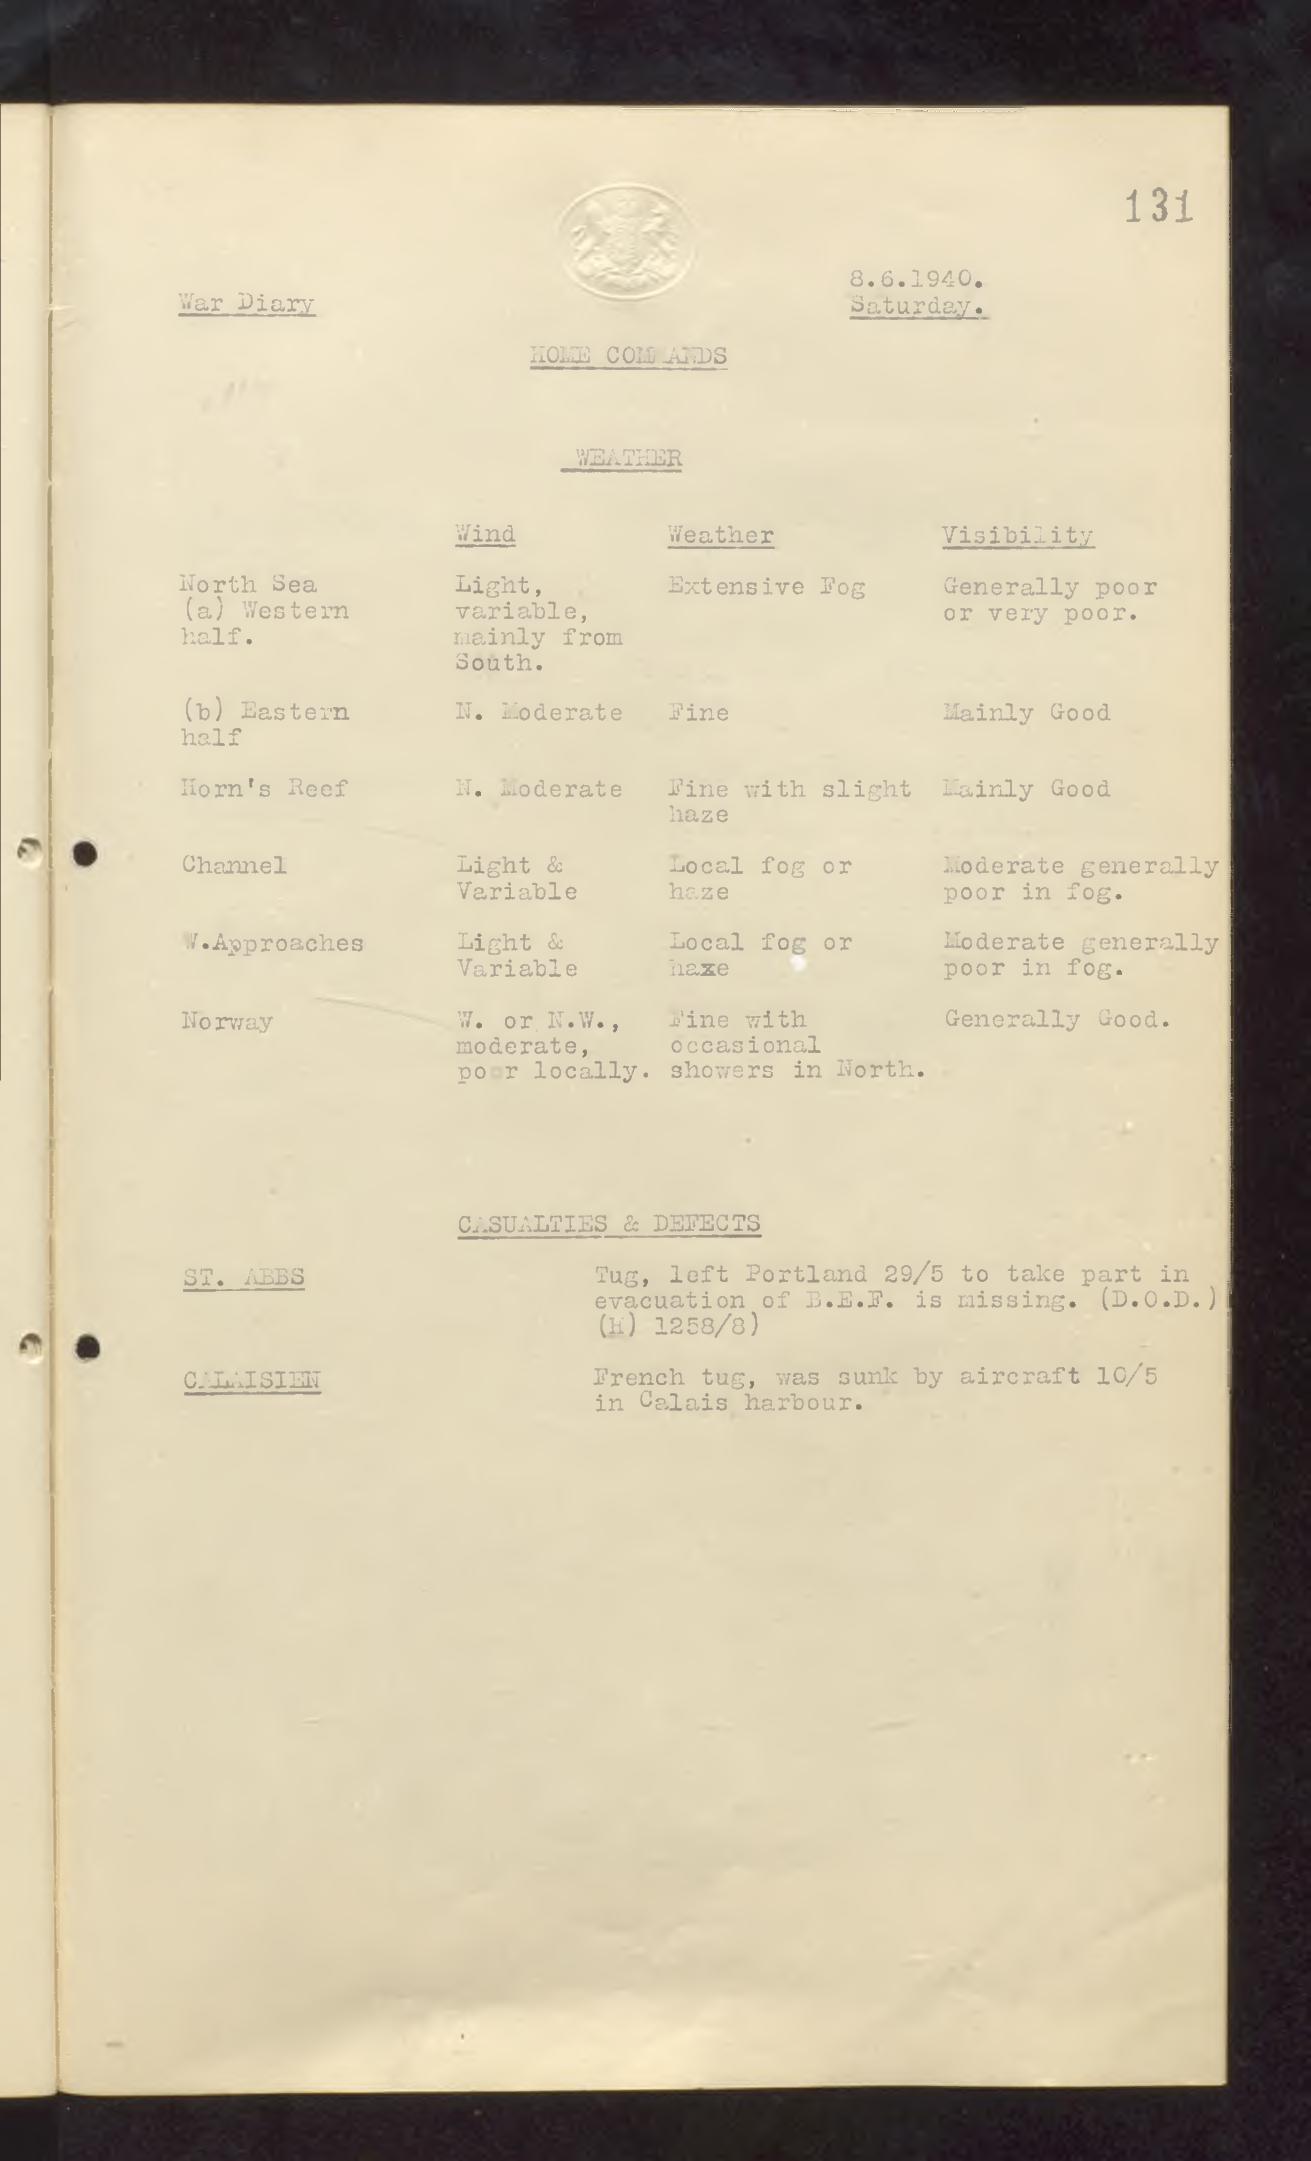 131
8.6.1940.
War Diary Saturday.
HOME COMMANDS
WEATHER
Wind Weather Visibility
North Sea Light, Extensive Fog Generally poor
(a) Western variable, or very poor.
half. mainly from
South.
(b) Eastern N. Moderate Fine Mainly Good
half
Horn's Reef N. Moderate Fine with slight Mainly Good
haze
Channel Light & Local fog or Moderate generally
Variable haze poor in fog.
W.Approaches Light & Local fog or Moderate generally
Variable haxe poor in fog.
Norway W. or N.W., Fine with Generally Good.
moderate, occasional
poor locally. showers in North.
CASUALTIES & DEFECTS
ST. ABBS Tug, left Portland 29/5 to take part in
evacuation of B.E.F. is missing. (D.O.D.)
(H) 1258/8)
CALAISIEN French tug, was sunk by aircraft 10/5
in Calais harbour.